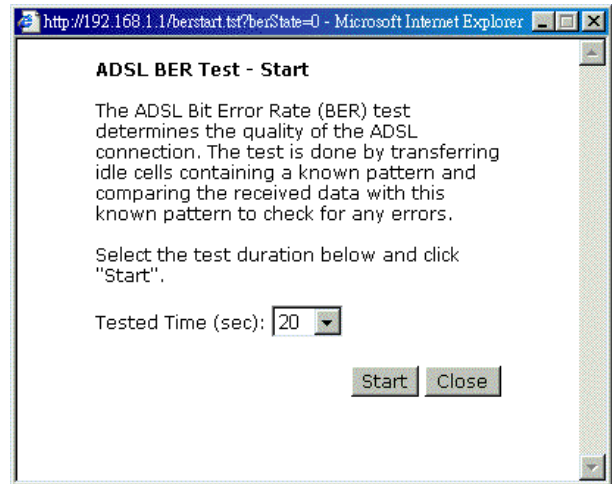 http://192.168.1.1/berstart.tst?berState=0 - Microsoft Internet Explorer
ADSL BER Test - Start
The ADSL Bit Error Rate (BER) test
determines the quality of the ADSL
connection. The test is done by transferring
idle cells containing a known pattern and
comparing the received data with this
known pattern to check for any errors.
Select the test duration below and click
"Start".
Tested Time (sec): 20
Start Close